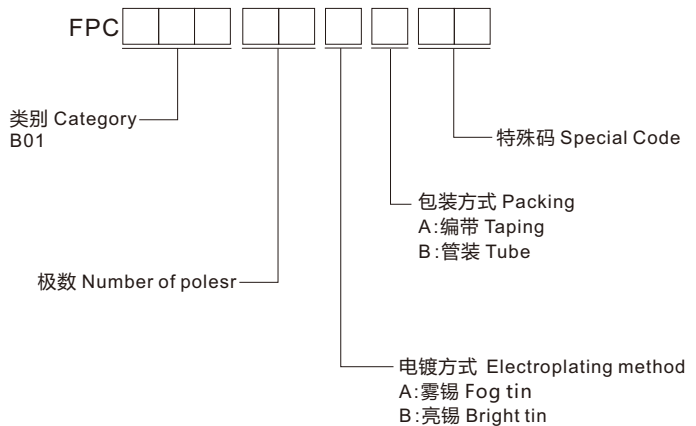 FPC
类别 Category
B01
特殊码 Special Code
包装方式 Packing
A:编带 Taping
B:管装 Tube
极数 Number of polesr
电镀方式 Electroplating method
A:雾锡 Fog tin
B:亮锡 Bright tin